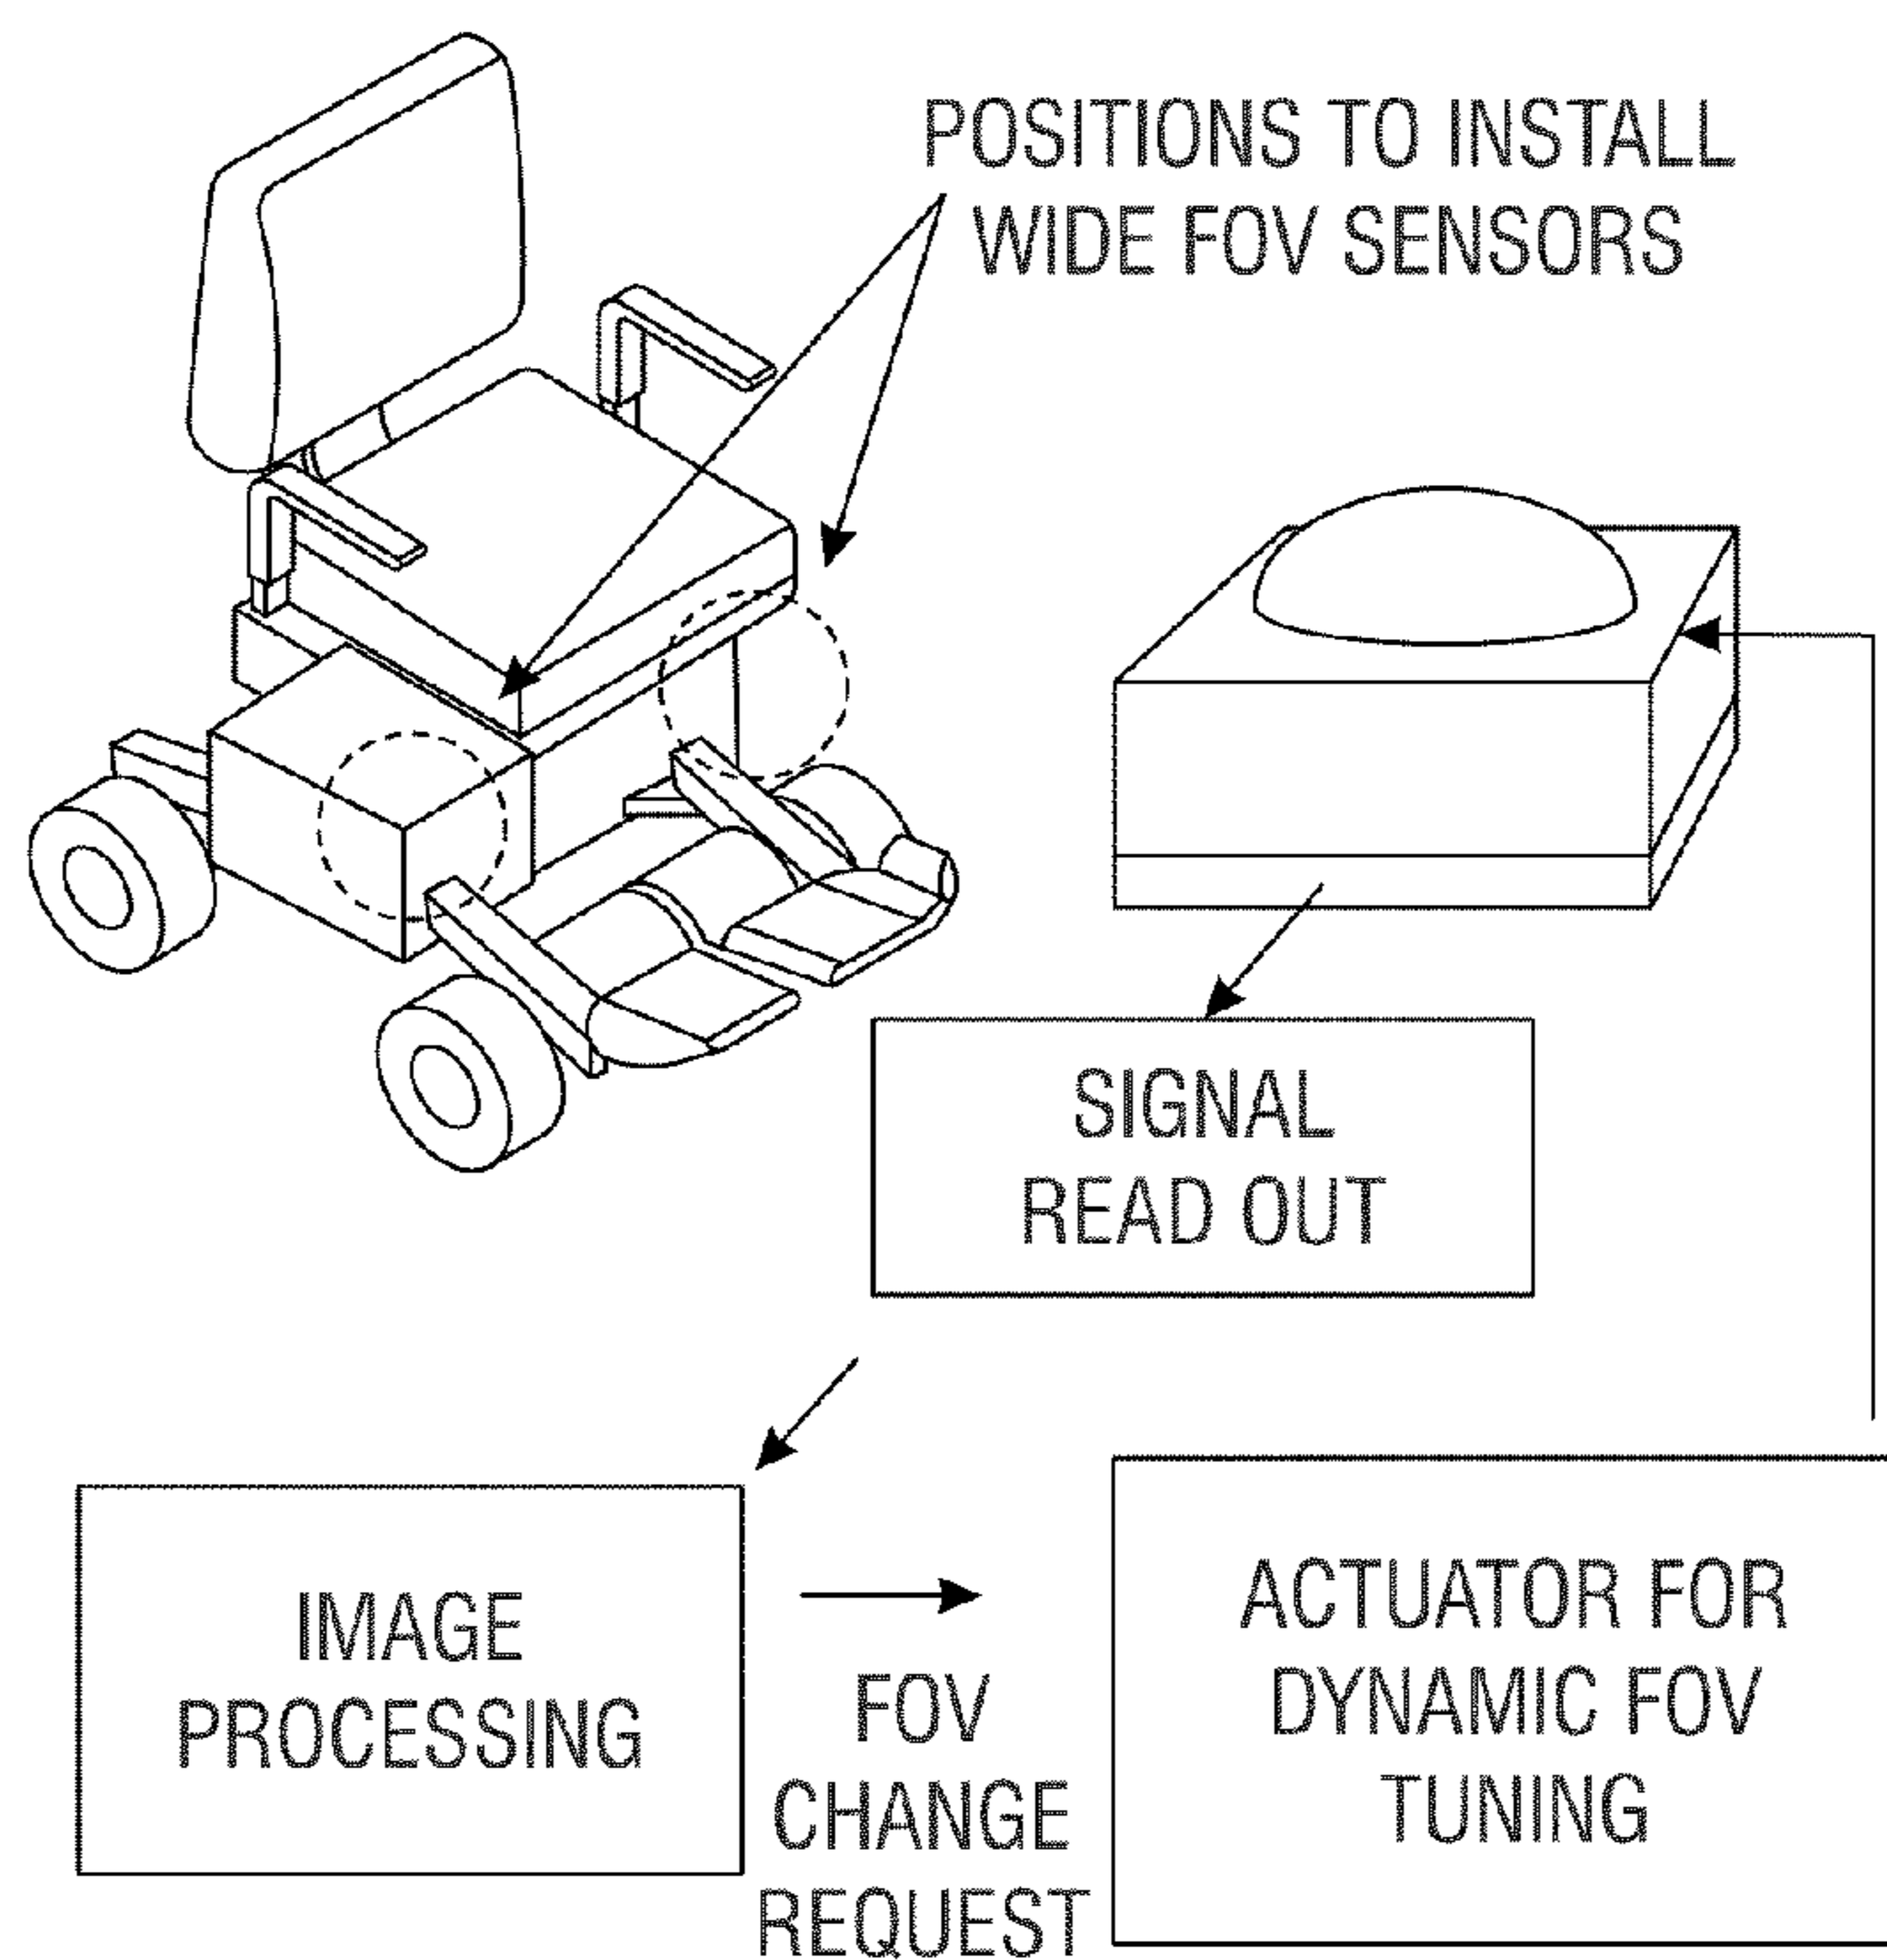 POSITIONS TO INSTALL
WIDE FOV SENSORS
SIGNAL
READ OUT
IMAGE
PROCESSING
FOV
CHANGE
REQUEST
ACTUATOR FOR
DYNAMIC FOV
TUNING